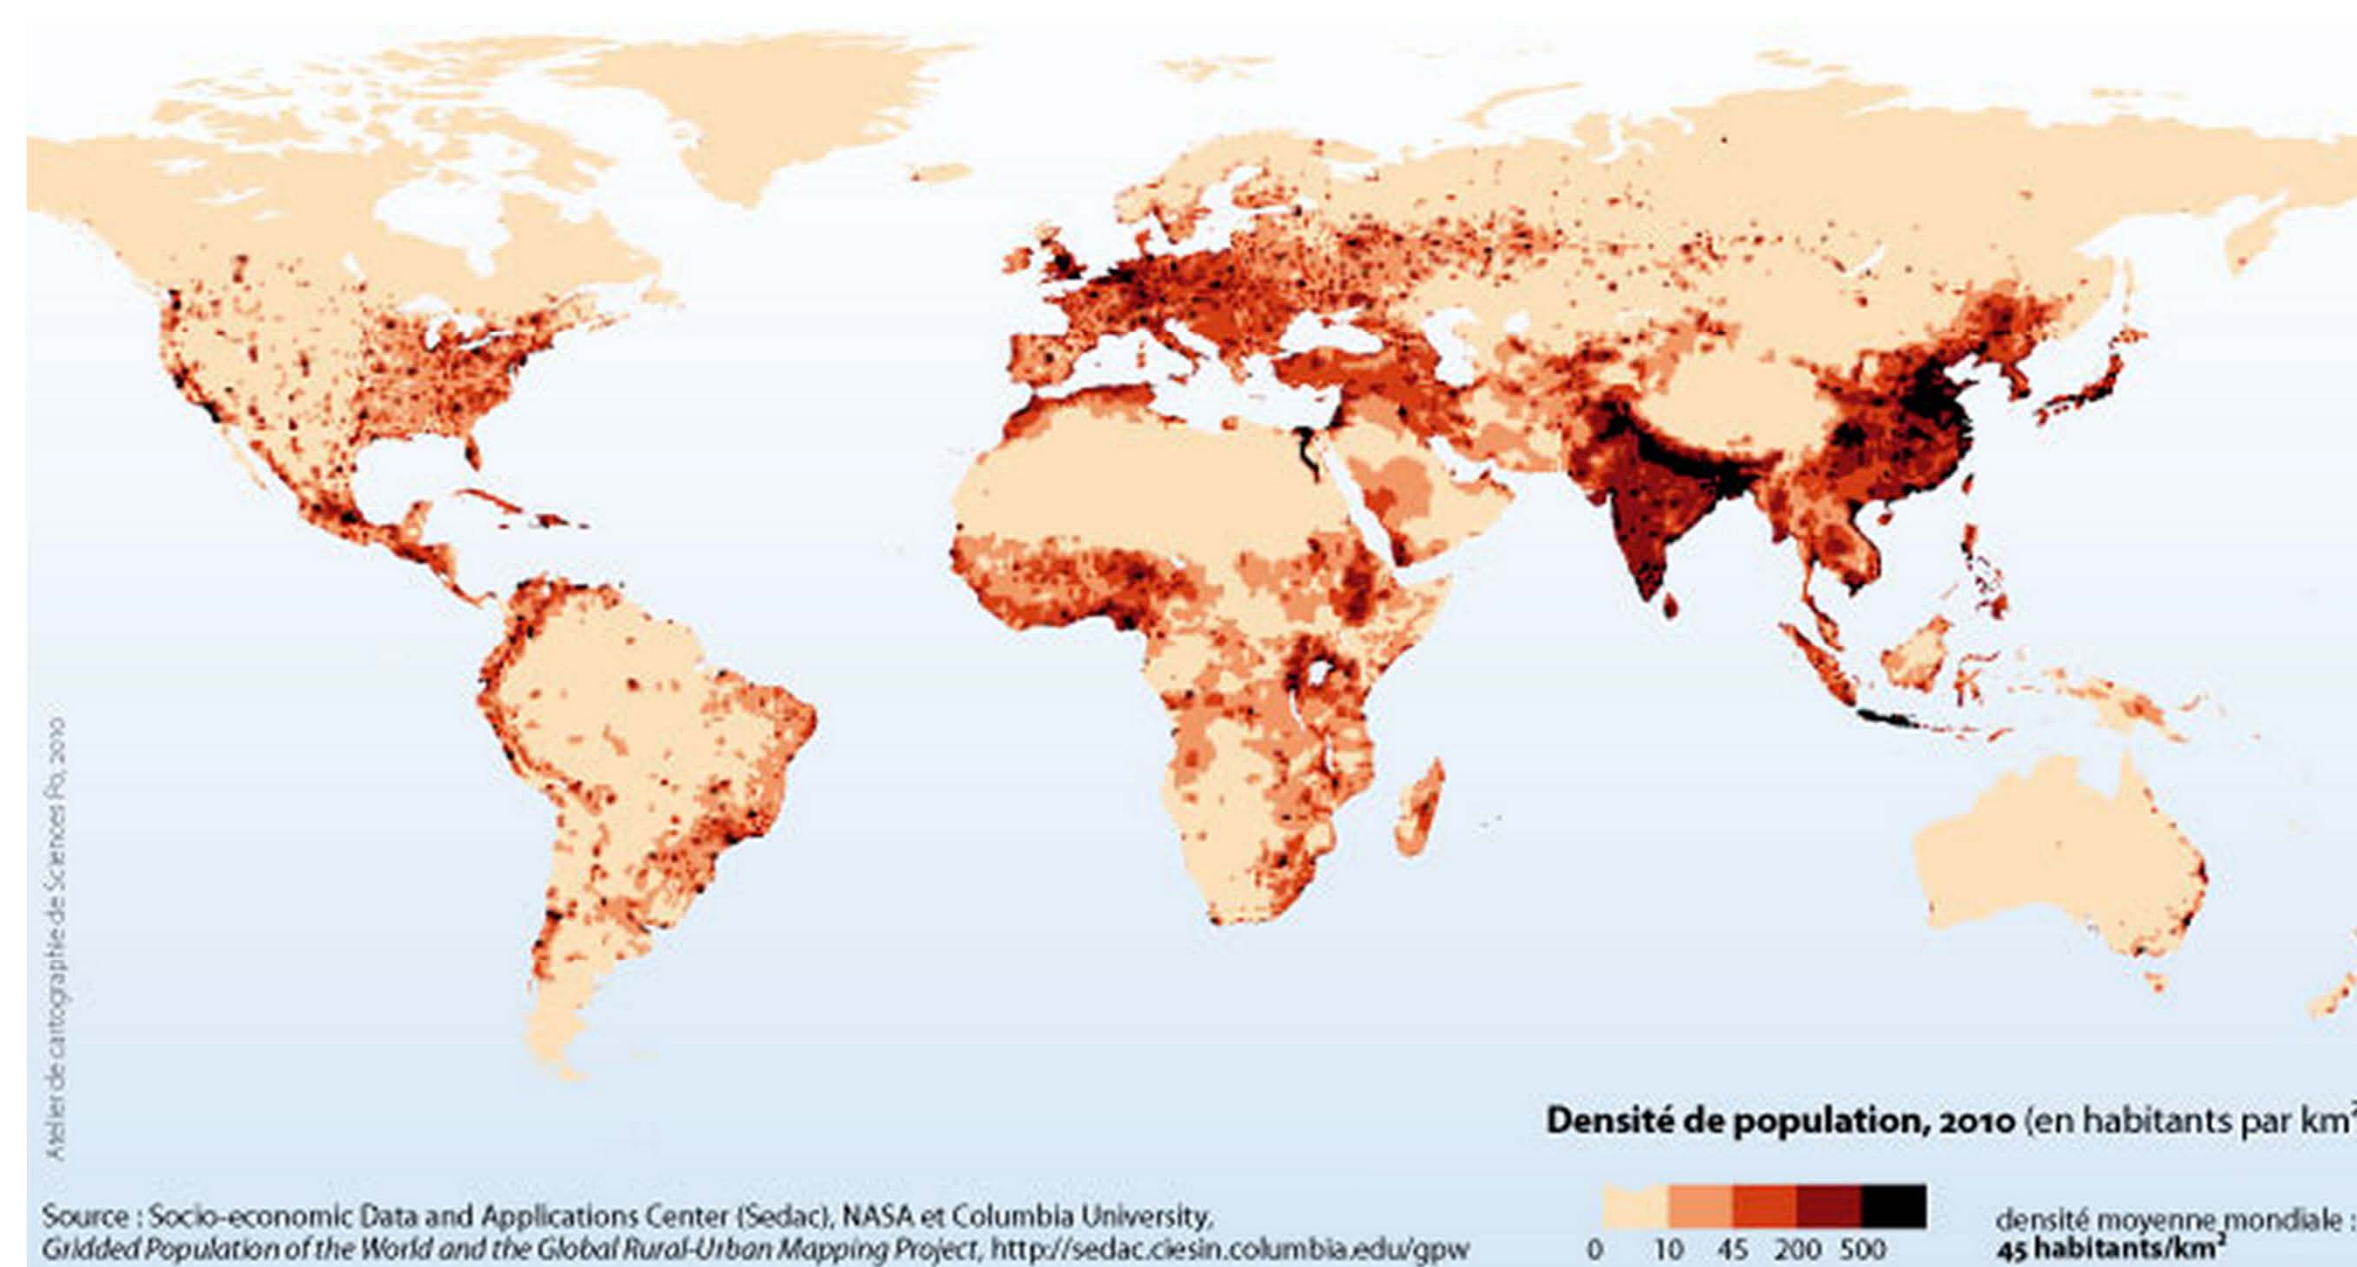 Atelier de cartographie de Sciences Po, 2010
Densité de population, 2010 (en habitants par km²
0 10 45 200 500
densité moyenne mondiale :
45 habitants/km²
Source : Socio-economic Data and Applications Center (Sedac), NASA et Columbia University,
Gridded Population of the World and the Global Rural-Urban Mapping Project, http://sedac.ciesin.columbia.edu/gpw